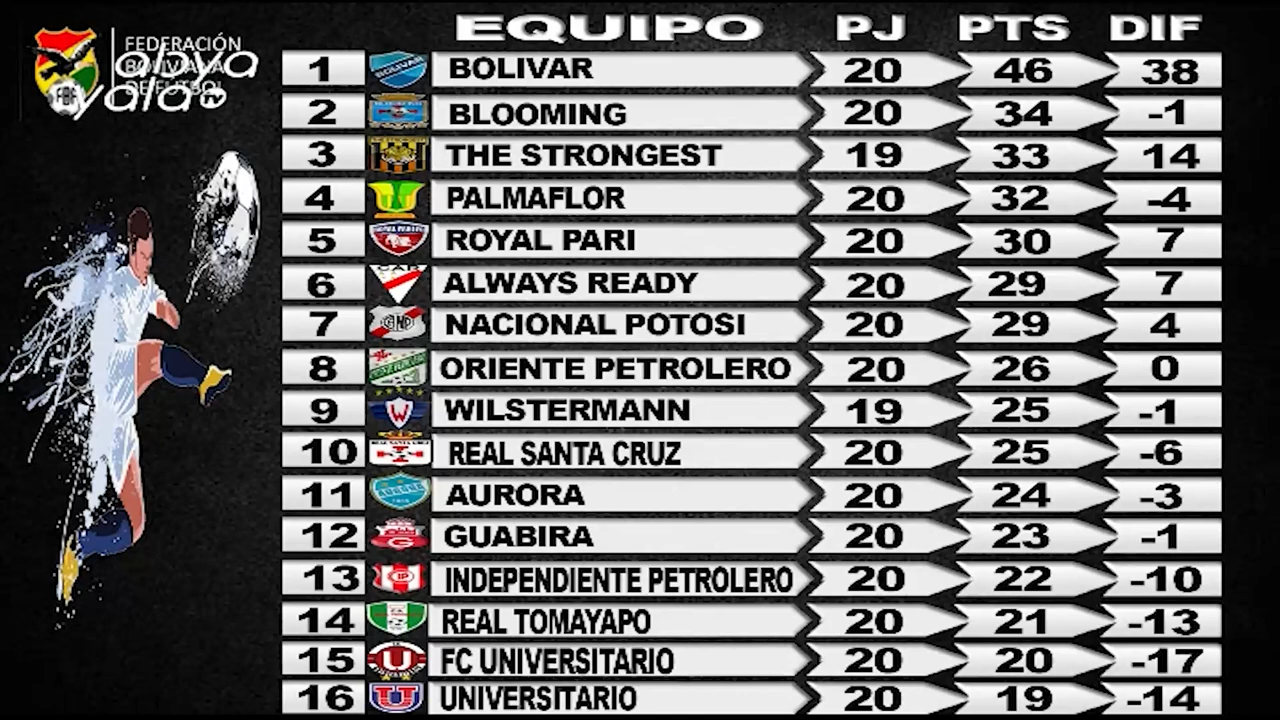 FEDERACIÓN
BOLIVIANA
DE FÚTBOL
abya
yala
EQUIPO PJ PTS DIF
1 BOLIVAR 20 46 38
2 BLOOMING 20 34 -1
3 THE STRONGEST 19 33 14
4 PALMAFLOR 20 32 -4
5 ROYAL PARI 20 30 7
6 ALWAYS READY 20 29 7
7 NACIONAL POTOSI 20 29 4
8 ORIENTE PETROLERO 20 26 0
9 WILSTERMANN 19 25 -1
10 REAL SANTA CRUZ 20 25 -6
11 AURORA 20 24 -3
12 GUABIRA 20 23 -1
13 INDEPENDIENTE PETROLERO 20 22 -10
14 REAL TOMAYAPO 20 21 -13
15 FC UNIVERSITARIO 20 20 -17
16 UNIVERSITARIO 20 19 -14